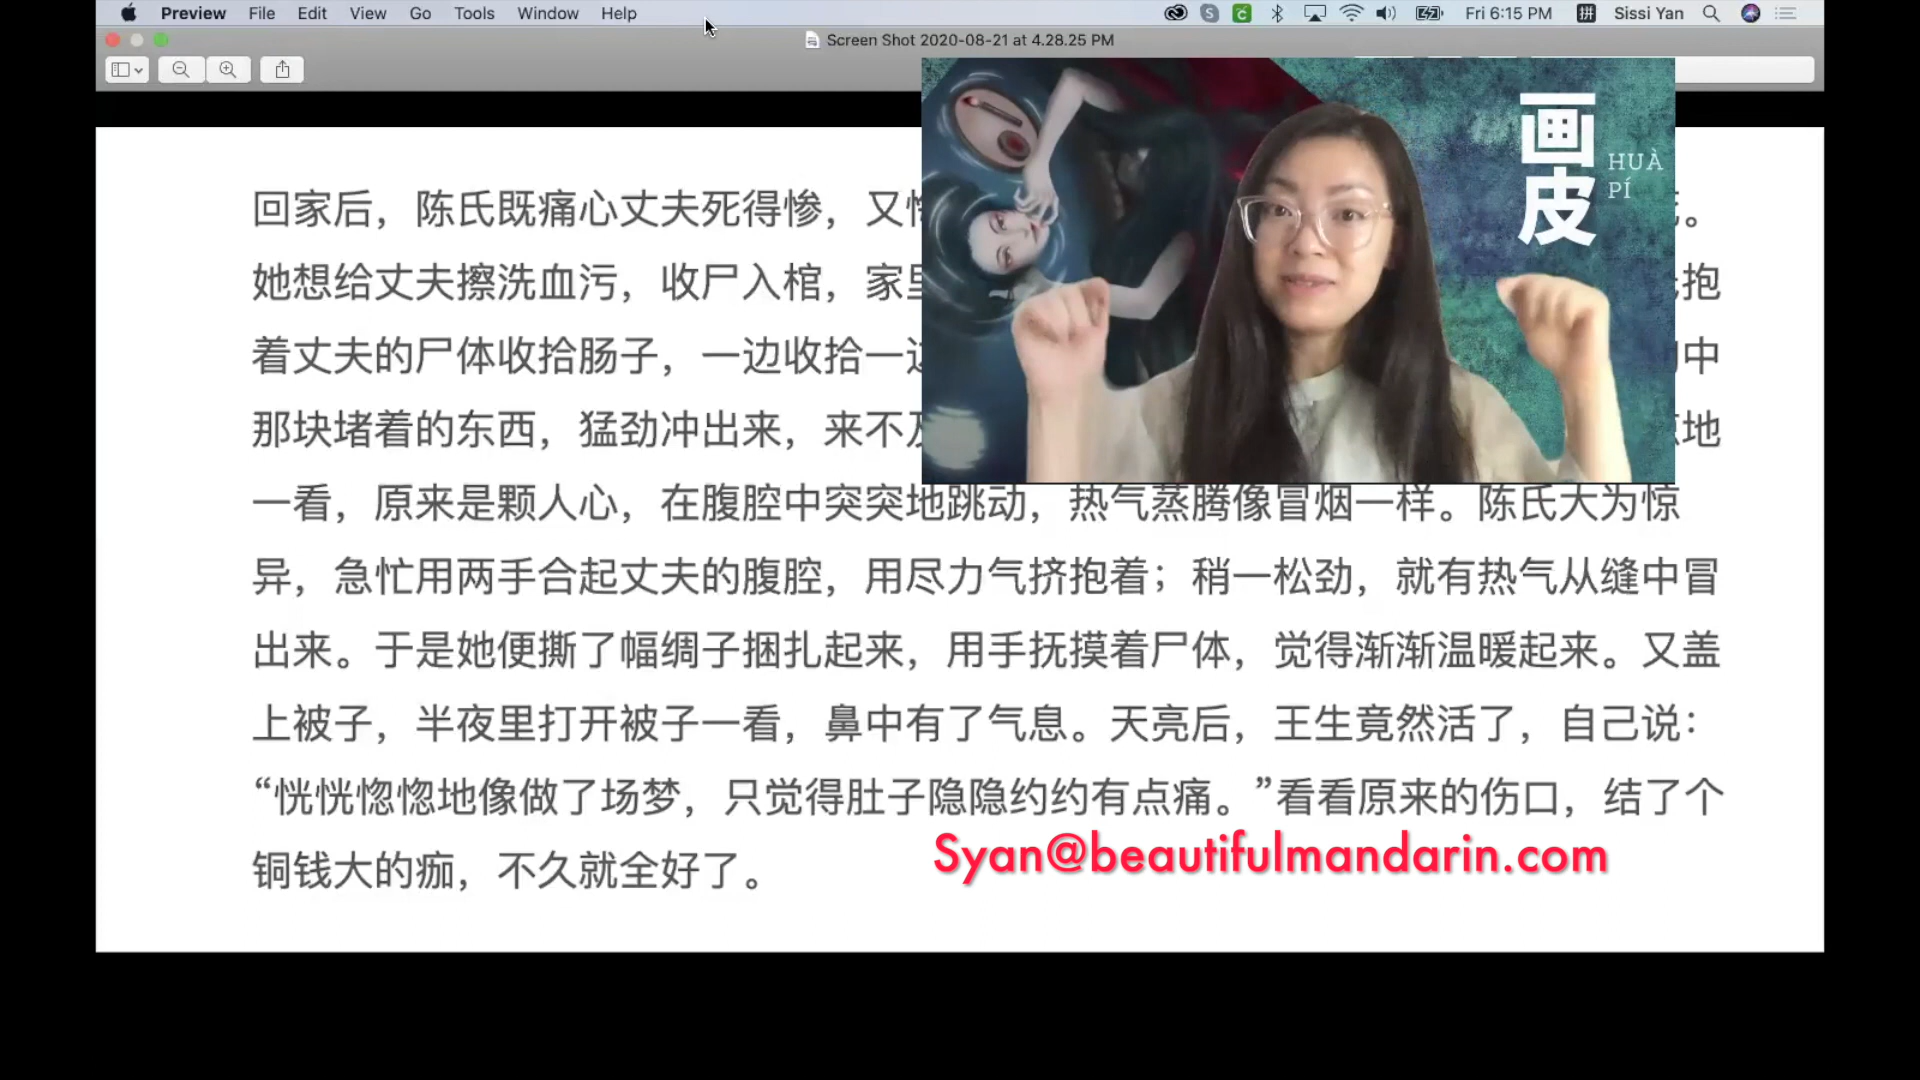 Preview File Edit View Go Tools Window Help Fri 6:15 PM 拼 Sissi Yan
Screen Shot 2020-08-21 at 4.28.25 PM
画皮
HUÀ
PÍ
回家后，陈氏既痛心丈夫死得惨，又
她想给丈夫擦洗血污，收尸入棺，家 抱
着丈夫的尸体收拾肠子，一边收拾一 中
那块堵着的东西，猛劲冲出来，来不 地
一看，原来是颗人心，在腹腔中突突地跳动，热气蒸腾像冒烟一样。陈氏大为惊
异，急忙用两手合起丈夫的腹腔，用尽力气挤抱着；稍一松劲，就有热气从缝中冒
出来。于是她便撕了幅绸子捆扎起来，用手抚摸着尸体，觉得渐渐温暖起来。又盖
上被子，半夜里打开被子一看，鼻中有了气息。天亮后，王生竟然活了，自己说：
“恍恍惚惚地像做了场梦，只觉得肚子隐隐约约有点痛。”看看原来的伤口，结了个
铜钱大的痂，不久就全好了。
Syan@beautifulmandarin.com